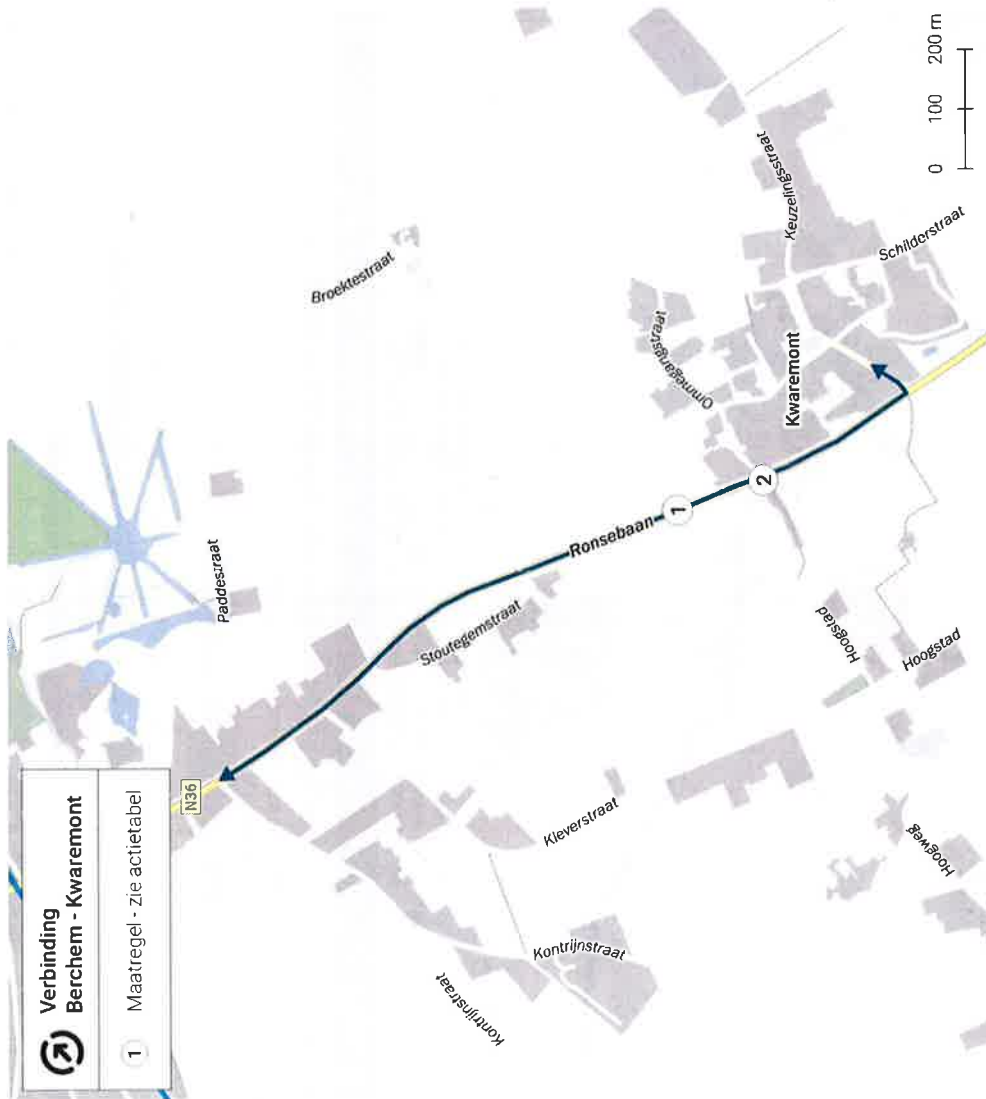 Verbinding
Berchem - Kwaremont
1 Maatregel - zie actietabel
N36
Paddestraat
Broektestraat
Stoutegemstraat
Ronsebaan
1
2
Ommegangstraat
Kwaremont
Keuzelingsstraat
Schilderstraat
Kleverstraat
Kontrijnstraat
Kontrijnstraat
Hoogstad
Hoogstad
Hoogweg
0 100 200 m